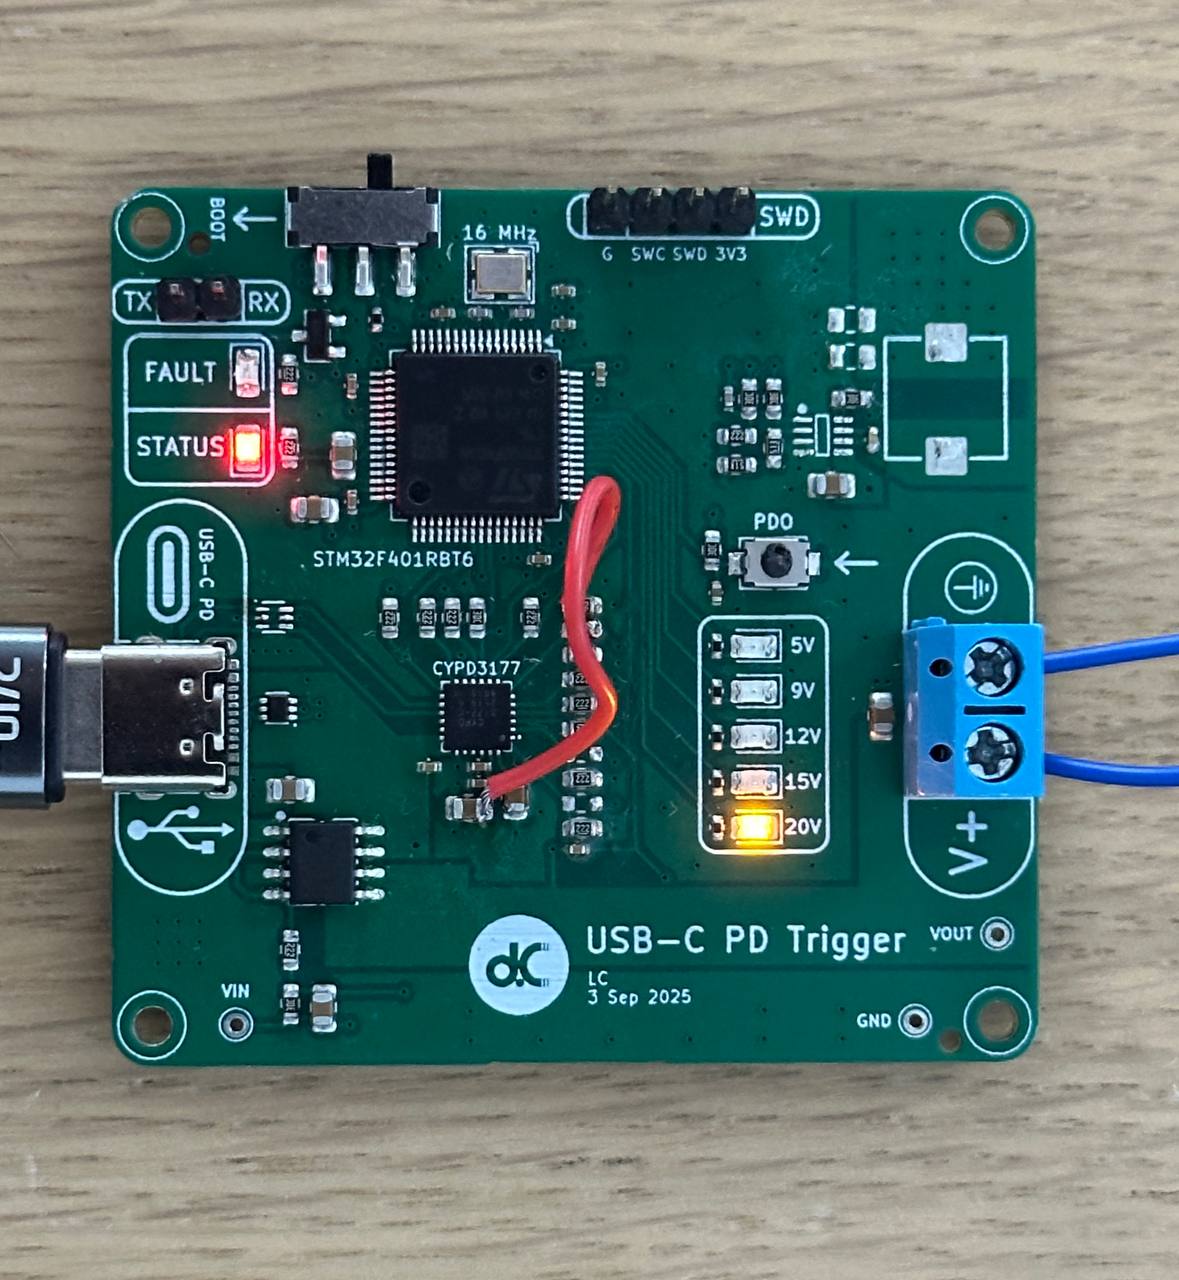 BOOT
16 MHz
SWD
G SWC SWD 3V3
TX RX
FAULT
STATUS
STM32F401RBT6
USB-C PD
PDO
CYPD3177
5V
9V
12V
15V
20V
V+
dC
USB-C PD Trigger
LC
3 Sep 2025
VOUT
VIN
GND